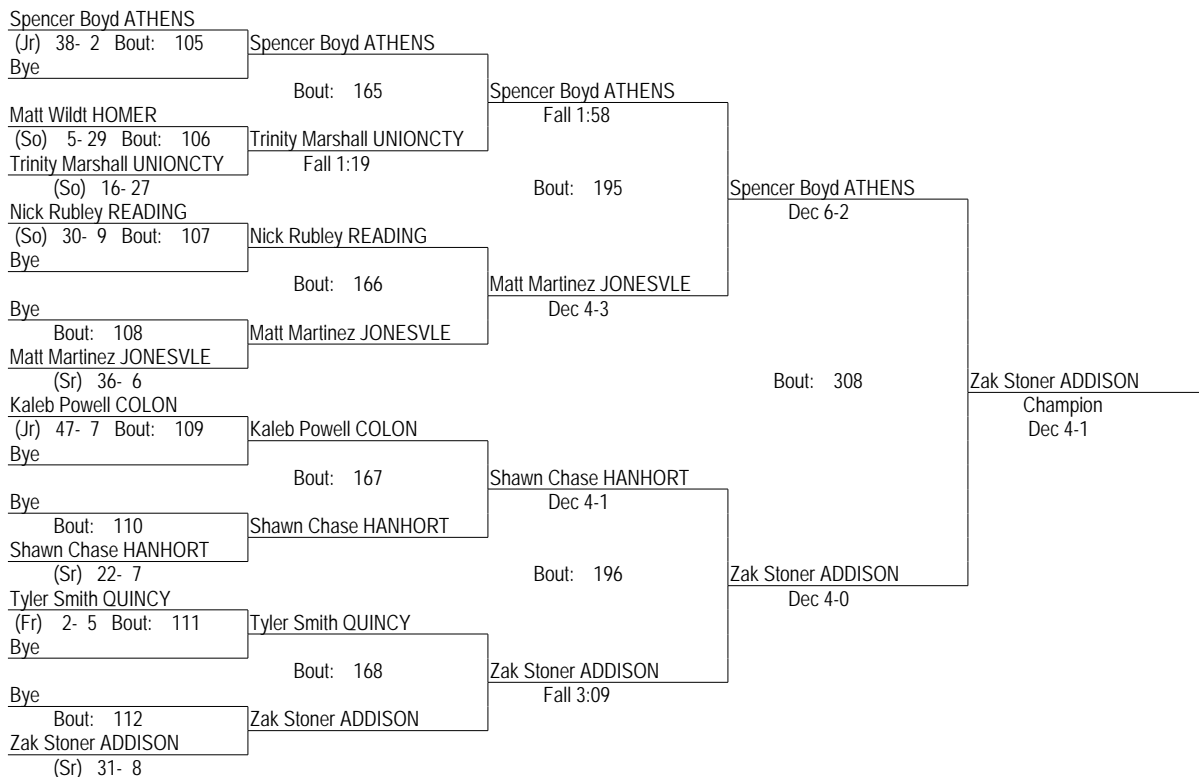 Spencer Boyd ATHENS
(Jr) 38- 2 Bout: 105
Bye
Matt Wildt HOMER
(So) 5- 29 Bout: 106
Trinity Marshall UNIONCTY
(So) 16- 27
Nick Rubley READING
(So) 30- 9 Bout: 107
Bye
Bye
Bout: 108
Matt Martinez JONESVLE
(Sr) 36- 6
Kaleb Powell COLON
(Jr) 47- 7 Bout: 109
Bye
Bye
Bout: 110
Shawn Chase HANHORT
(Sr) 22- 7
Tyler Smith QUINCY
(Fr) 2- 5 Bout: 111
Bye
Bye
Bout: 112
Zak Stoner ADDISON
(Sr) 31- 8
Spencer Boyd ATHENS
Bout: 165
Trinity Marshall UNIONCTY
Fall 1:19
Nick Rubley READING
Bout: 166
Matt Martinez JONESVLE
Kaleb Powell COLON
Bout: 167
Shawn Chase HANHORT
Tyler Smith QUINCY
Bout: 168
Zak Stoner ADDISON
Spencer Boyd ATHENS
Fall 1:58
Bout: 195
Matt Martinez JONESVLE
Dec 4-3
Shawn Chase HANHORT
Dec 4-1
Bout: 196
Zak Stoner ADDISON
Fall 3:09
Spencer Boyd ATHENS
Dec 6-2
Bout: 308
Zak Stoner ADDISON
Dec 4-0
Zak Stoner ADDISON
Champion
Dec 4-1